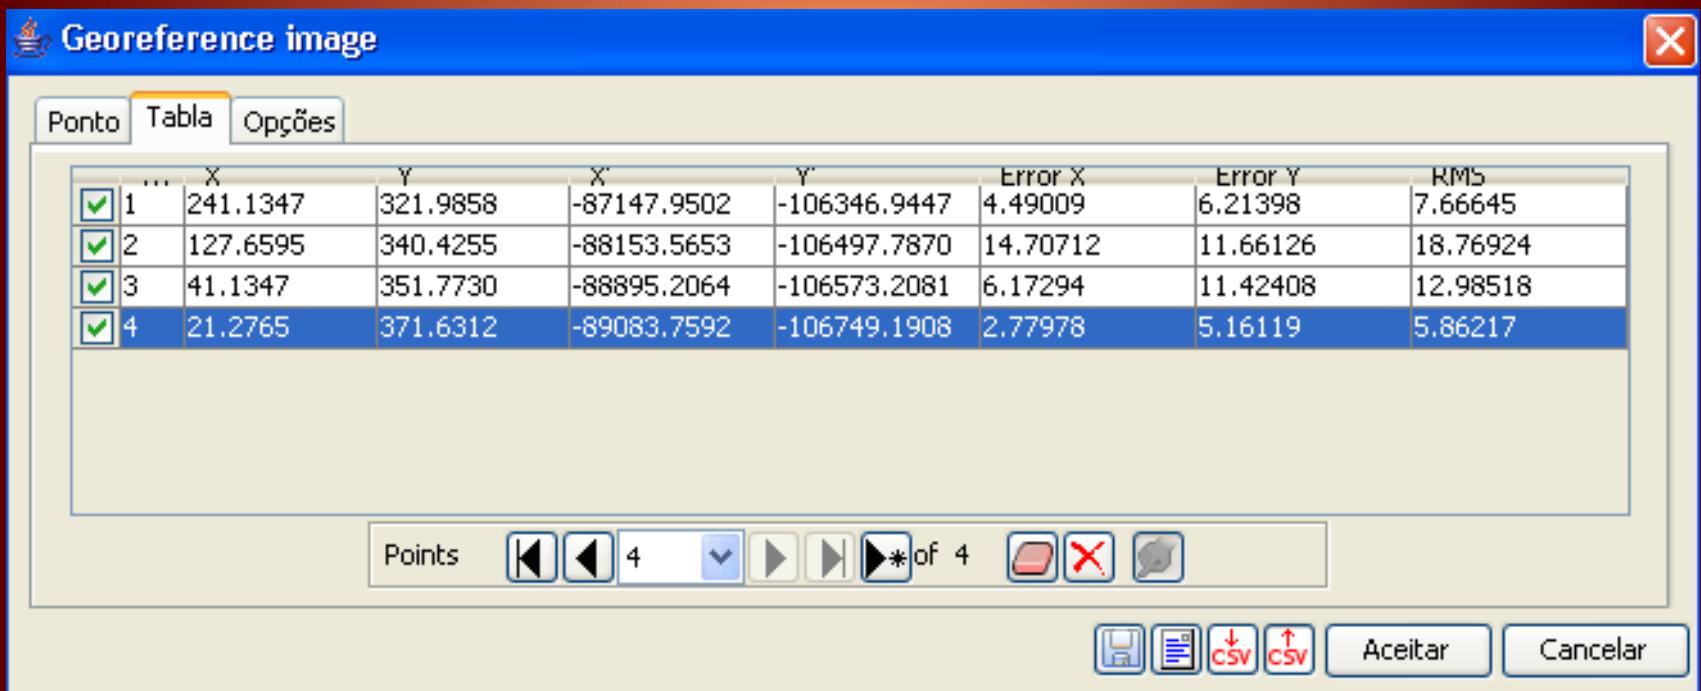 Georeference image
Ponto Tabla Opções
... X Y X' Y' Error X Error Y RMS
1 241.1347 321.9858 -87147.9502 -106346.9447 4.49009 6.21398 7.66645
2 127.6595 340.4255 -88153.5653 -106497.7870 14.70712 11.66126 18.76924
3 41.1347 351.7730 -88895.2064 -106573.2081 6.17294 11.42408 12.98518
4 21.2765 371.6312 -89083.7592 -106749.1908 2.77978 5.16119 5.86217
Points 4 of 4
CSV CSV Aceitar Cancelar